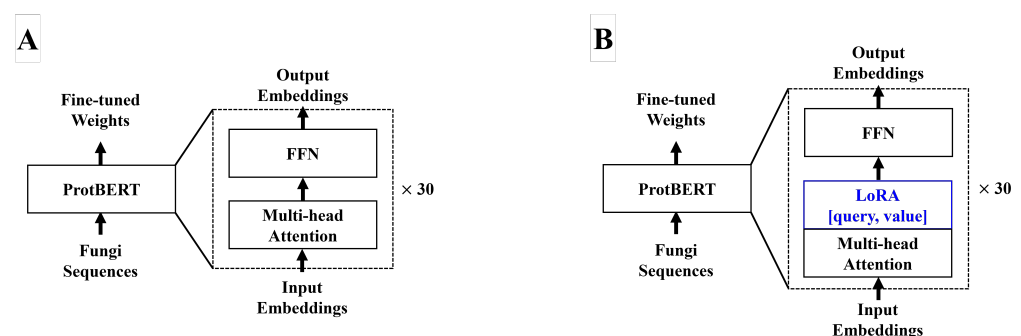 A
Output
Embeddings
Fine-tuned
Weights
FFN
ProtBERT
× 30
Multi-head
Attention
Fungi
Sequences
Input
Embeddings
B
Output
Embeddings
Fine-tuned
Weights
FFN
ProtBERT
× 30
LoRA
[query, value]
Multi-head
Attention
Fungi
Sequences
Input
Embeddings